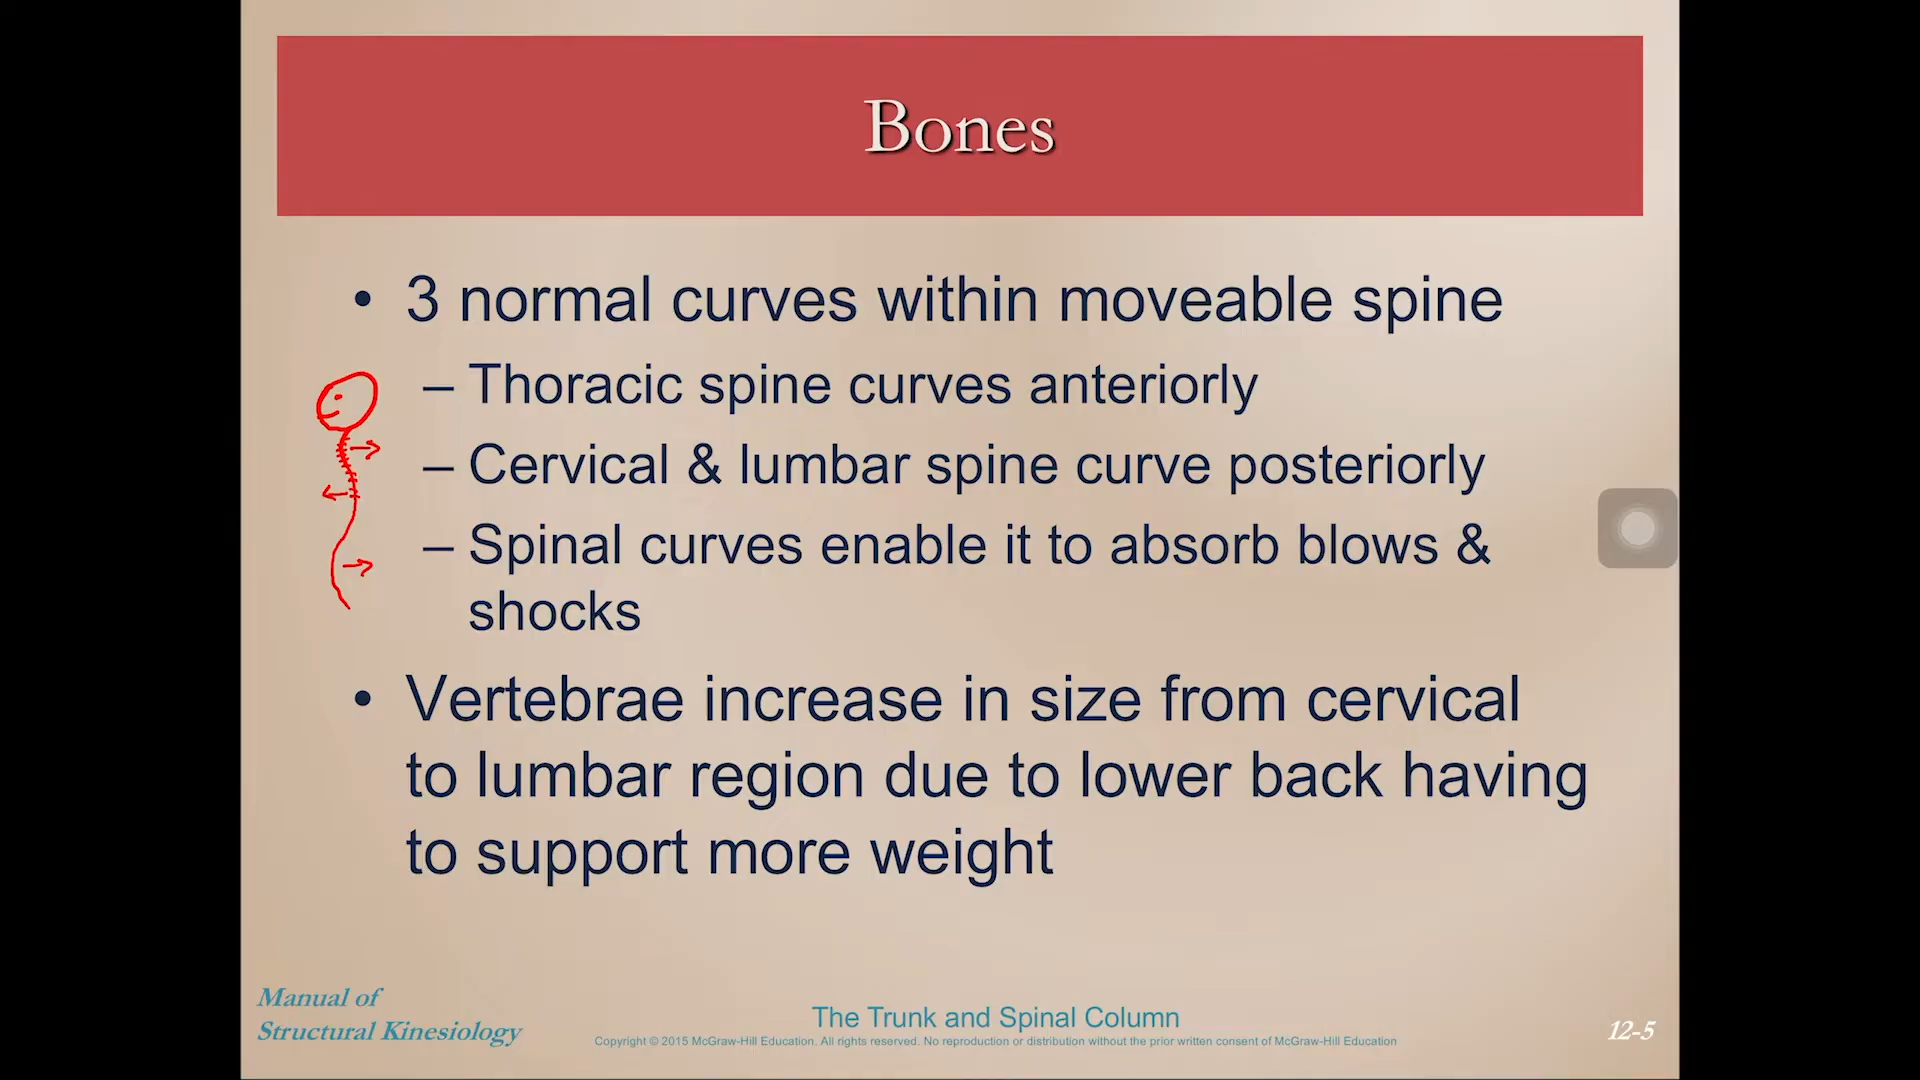 Bones
• 3 normal curves within moveable spine
– Thoracic spine curves anteriorly
– Cervical & lumbar spine curve posteriorly
– Spinal curves enable it to absorb blows &
shocks
• Vertebrae increase in size from cervical
to lumbar region due to lower back having
to support more weight
Manual of
Structural Kinesiology
The Trunk and Spinal Column
Copyright © 2015 McGraw-Hill Education. All rights reserved. No reproduction or distribution without the prior written consent of McGraw-Hill Education
12-5